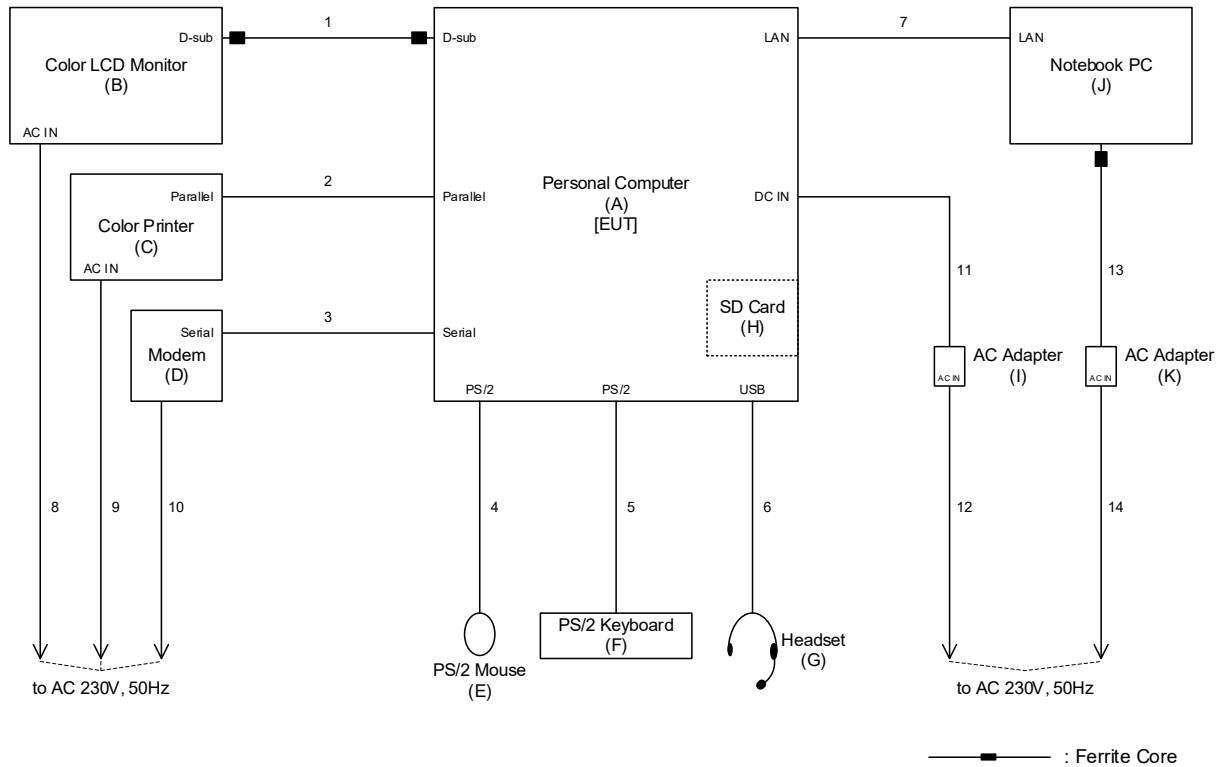 1
7
D-sub
D-sub
LAN
LAN
Color LCD Monitor
(B)
Notebook PC
(J)
AC IN
2
Parallel
Parallel
Personal Computer
(A)
[EUT]
DC IN
Color Printer
(C)
AC IN
11
13
SD Card
(H)
3
Serial
Serial
Modem
(D)
AC Adapter
(I)
AC IN
AC Adapter
(K)
AC IN
PS/2
PS/2
USB
8
9
10
4
5
6
12
14
PS/2 Mouse
(E)
PS/2 Keyboard
(F)
Headset
(G)
to AC 230V, 50Hz
to AC 230V, 50Hz
: Ferrite Core